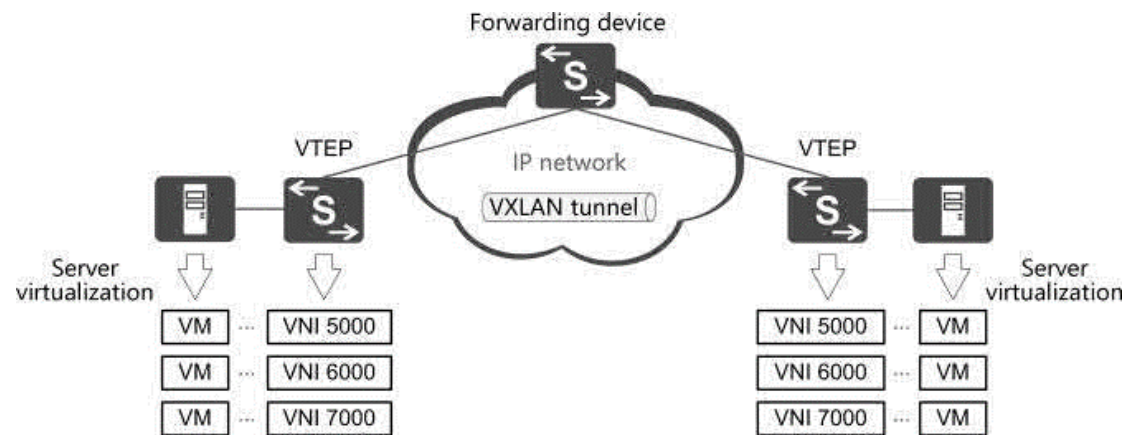 Forwarding device
S
VTEP
IP network
VTEP
S
VXLAN tunnel
S
Server
virtualization
Server
virtualization
VM ... VNI 5000
VNI 5000 ... VM
VM ... VNI 6000
VNI 6000 ... VM
VM ... VNI 7000
VNI 7000 ... VM